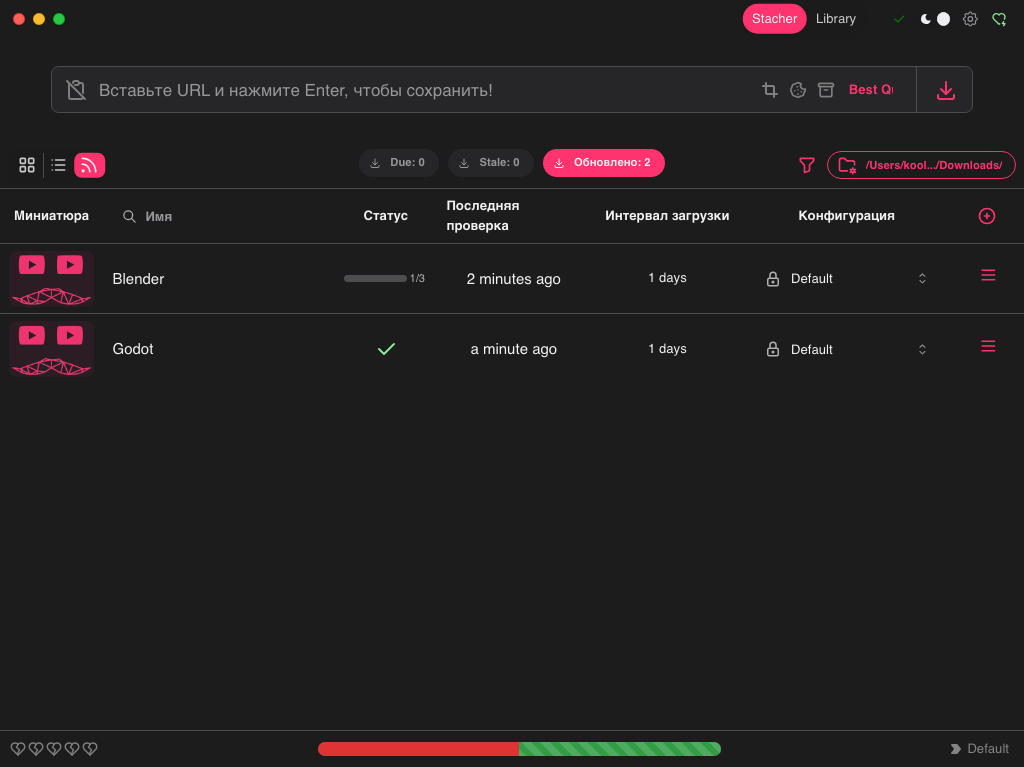 Stacher
Library
Вставьте URL и нажмите Enter, чтобы сохранить!
Best Qu
Due: 0
Stale: 0
Обновлено: 2
/Users/kool.../Downloads/
Миниатюра
Имя
Статус
Последняя
проверка
Интервал загрузки
Конфигурация
Blender
1/3
2 minutes ago
1 days
Default
Godot
a minute ago
1 days
Default
Default